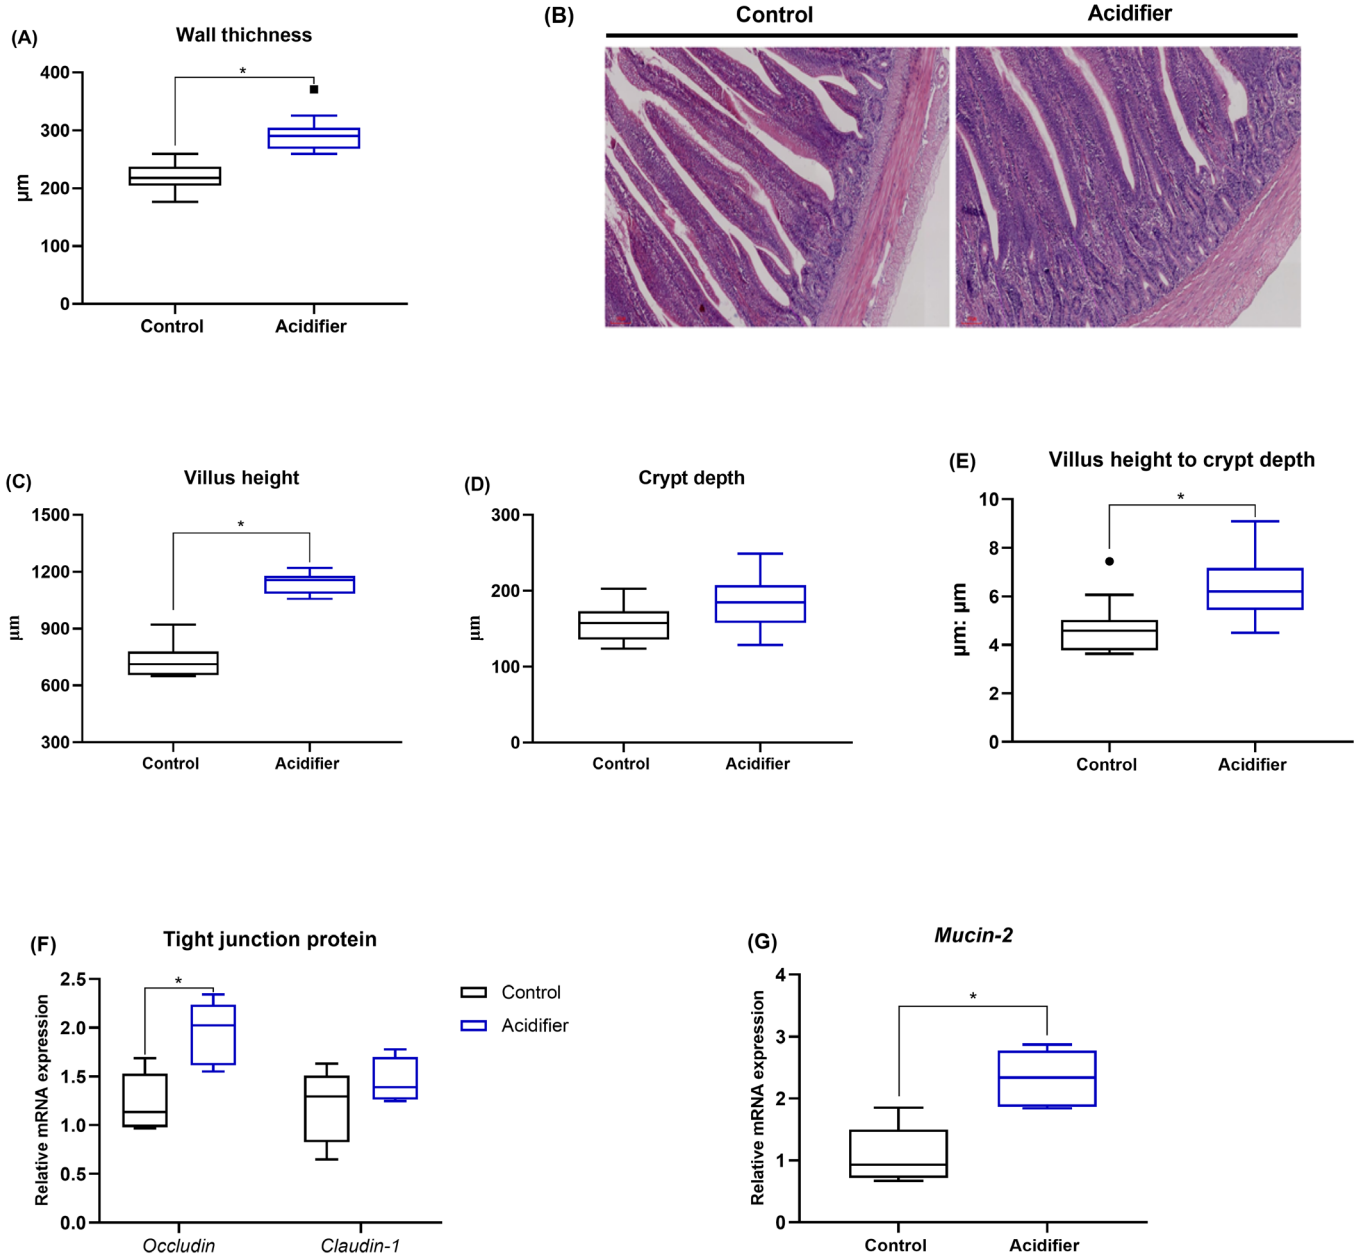 (A)
Wall thichness
*
400
300
200
100
0
µm
Control
Acidifier
(B)
Control
Acidifier
(C)
Villus height
*
1500
1200
900
600
300
µm
Control
Acidifier
(D)
Crypt depth
300
200
100
0
µm
Control
Acidifier
(E)
Villus height to crypt depth
*
10
8
6
4
2
0
µm: µm
Control
Acidifier
(F)
Tight junction protein
*
2.5
2.0
1.5
1.0
0.5
0.0
Relative mRNA expression
Occludin
Claudin-1
Control
Acidifier
(G)
Mucin-2
*
4
3
2
1
0
Relative mRNA expression
Control
Acidifier